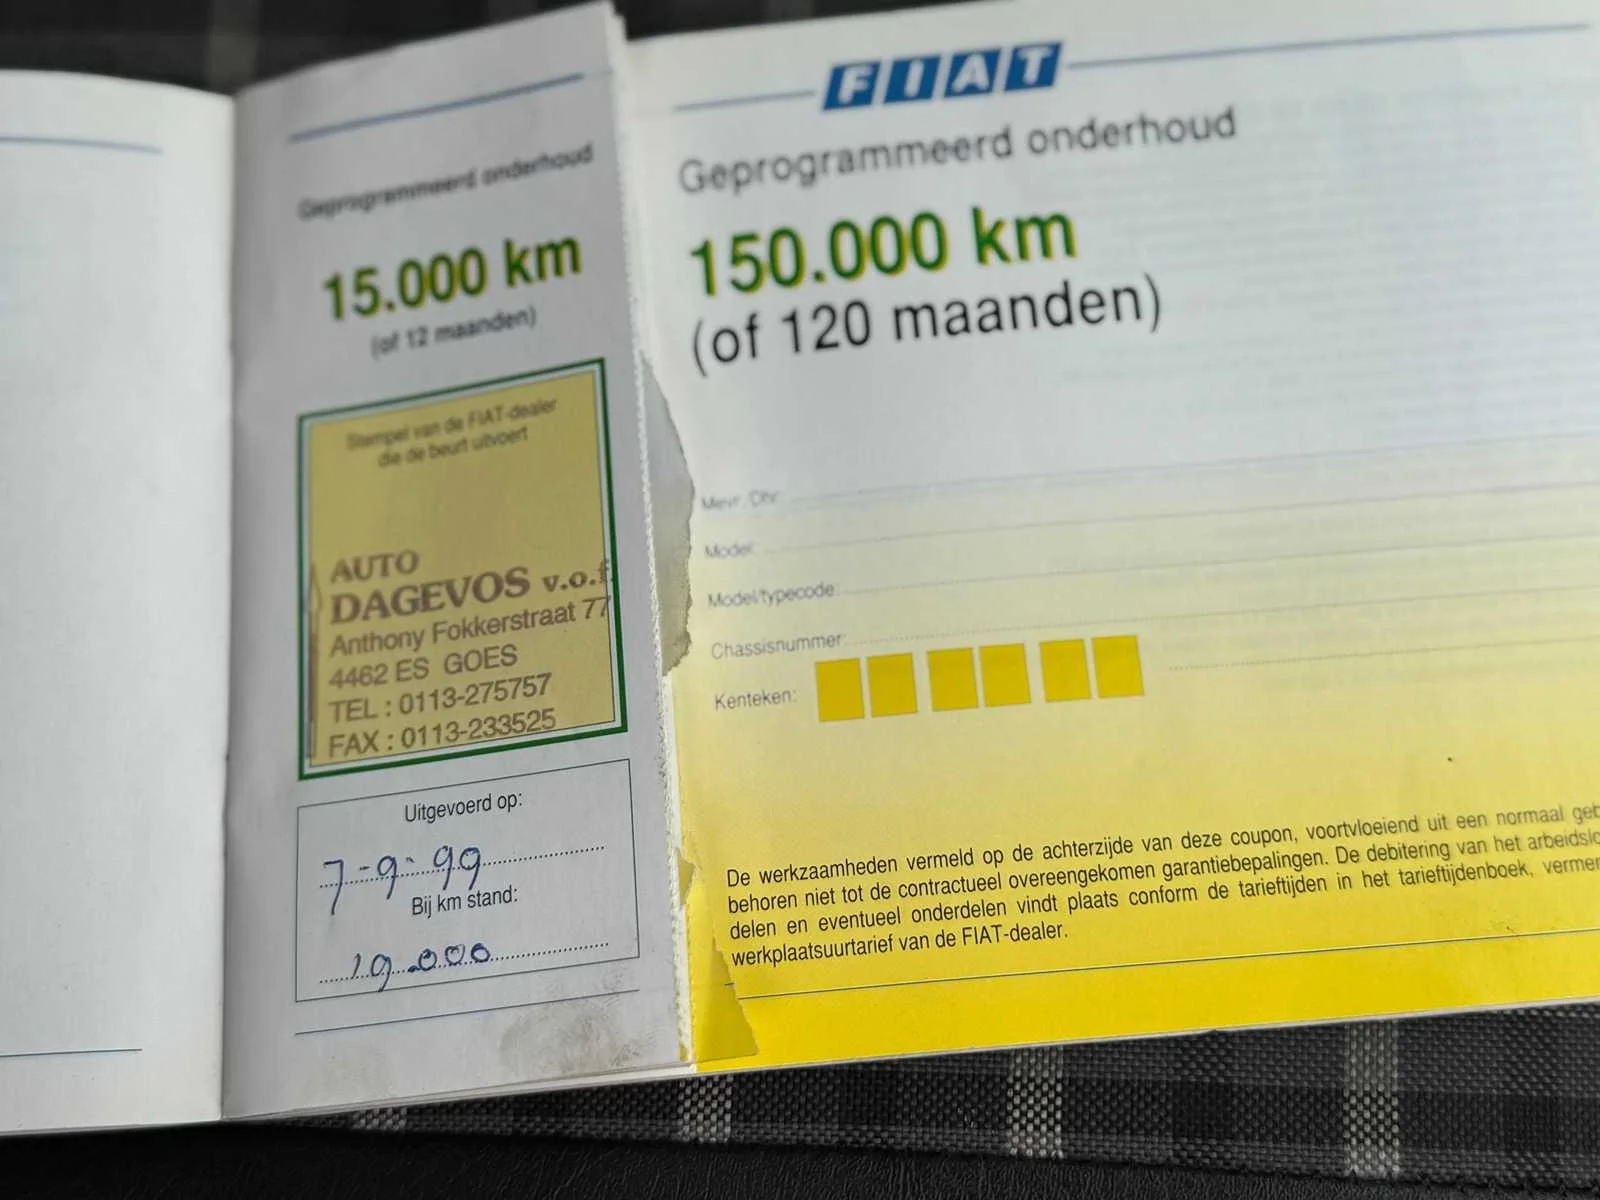 Geprogrammeerd onderhoud
15.000 km
(of 12 maanden)
Stempel van de FIAT-dealer
die de beurt uitvoert
AUTO
DAGEVOS v.o.f.
Anthony Fokkerstraat 77
4462 ES GOES
TEL : 0113-275757
FAX : 0113-233525
Uitgevoerd op:
7-9-99
Bij km stand:
19.000
FIAT
Geprogrammeerd onderhoud
150.000 km
(of 120 maanden)
Mevr./Dhr.
Model:
Model/typecode:
Chassisnummer:
Kenteken:
De werkzaamheden vermeld op de achterzijde van deze coupon, voortvloeiend uit een normaal geb
behoren niet tot de contractueel overeengekomen garantiebepalingen. De debitering van het arbeidslo
delen en eventueel onderdelen vindt plaats conform de tarieftijden in het tarieftijdenboek, verme
werkplaatsuurtarief van de FIAT-dealer.